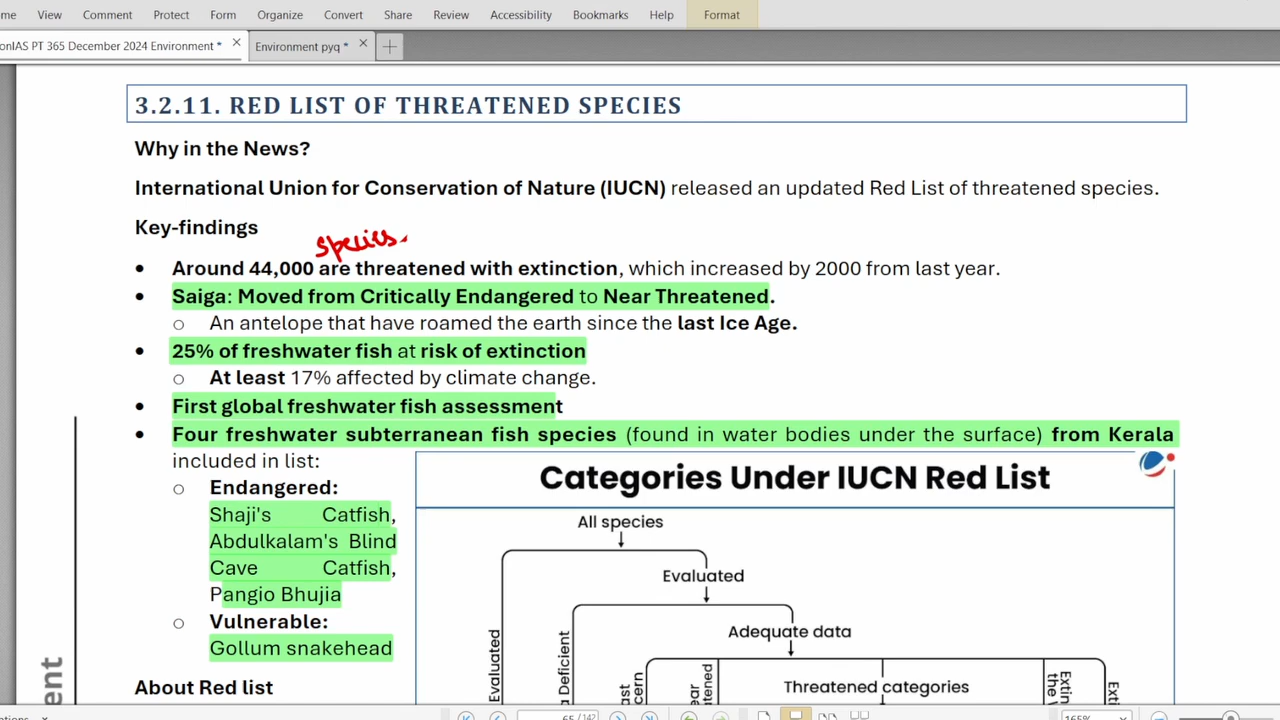 View Comment Protect Form Organize Convert Share Review Accessibility Bookmarks Help Format
onIAS PT 365 December 2024 Environment * × Environment pyq * × +
3.2.11. RED LIST OF THREATENED SPECIES
Why in the News?
International Union for Conservation of Nature (IUCN) released an updated Red List of threatened species.
Key-findings
species.
• Around 44,000 are threatened with extinction, which increased by 2000 from last year.
• Saiga: Moved from Critically Endangered to Near Threatened.
○ An antelope that have roamed the earth since the last Ice Age.
• 25% of freshwater fish at risk of extinction
○ At least 17% affected by climate change.
• First global freshwater fish assessment
• Four freshwater subterranean fish species (found in water bodies under the surface) from Kerala
included in list:
○ Endangered:
Shaji's Catfish,
Abdulkalam's Blind
Cave Catfish,
Pangio Bhujia
○ Vulnerable:
Gollum snakehead
About Red list
Categories Under IUCN Red List
All species
Evaluated
Adequate data
Threatened categories
Evaluated
Deficient
65 / 142
165%